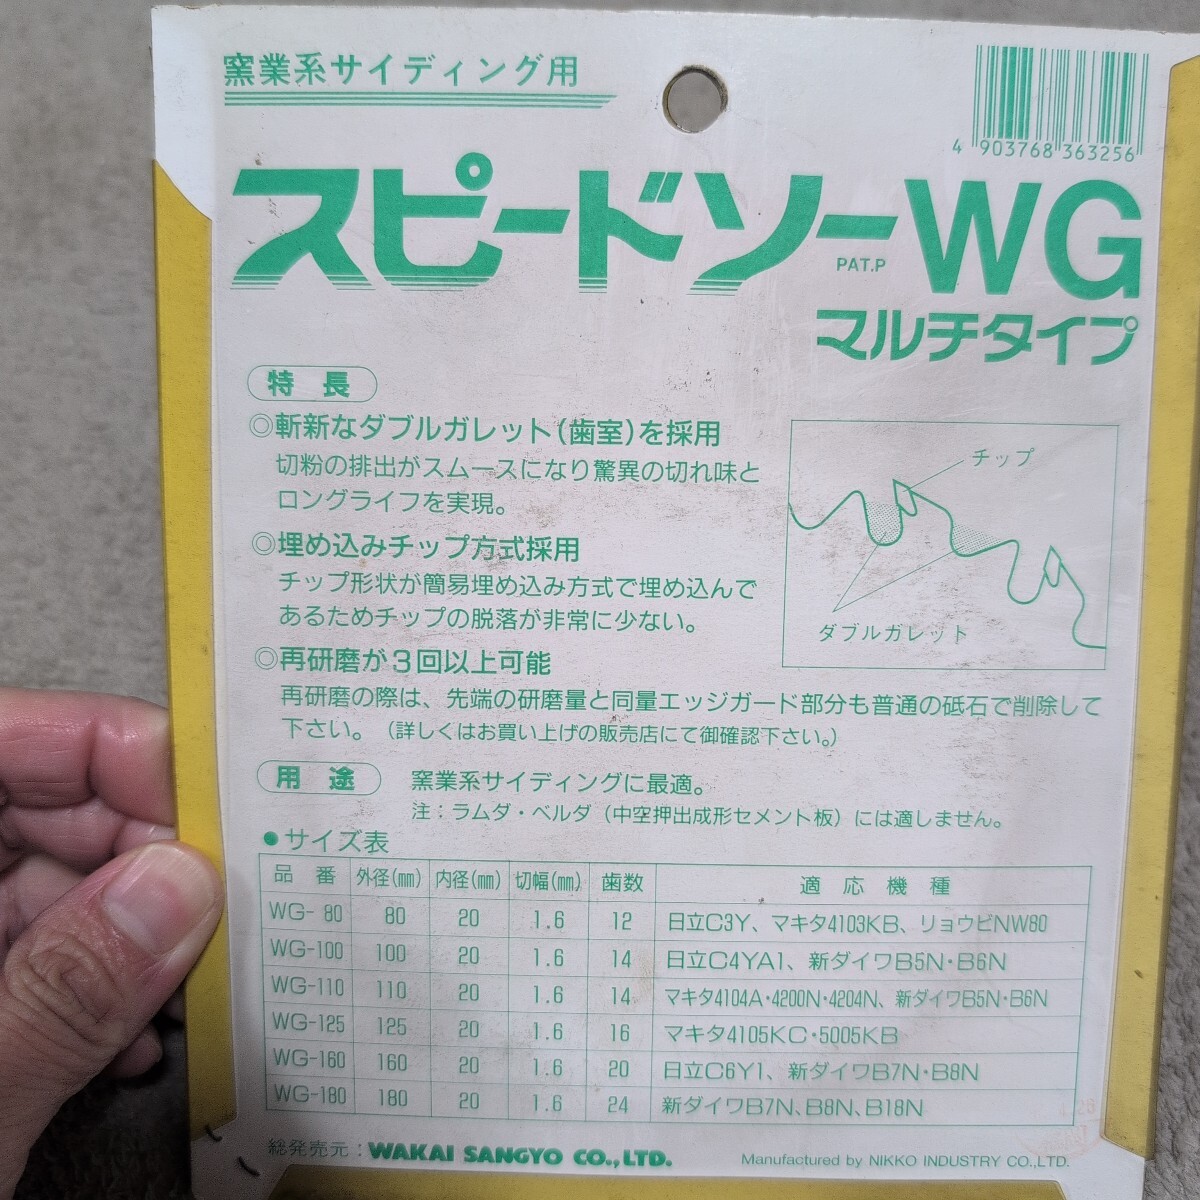 窯業系サイディング用
4 903768 363256
スピードソーWG
PAT.P
マルチタイプ
特長
◎斬新なダブルガレット(歯室)を採用
切粉の排出がスムースになり驚異の切れ味と
ロングライフを実現。
◎埋め込みチップ方式採用
チップ形状が簡易埋め込み方式で埋め込んで
あるためチップの脱落が非常に少ない。
チップ
ダブルガレット
◎再研磨が3回以上可能
再研磨の際は、先端の研磨量と同量エッジガード部分も普通の砥石で削除して
下さい。(詳しくはお買い上げの販売店にて御確認下さい。)
用途 窯業系サイディングに最適。
注:ラムダ・ベルダ(中空押出成形セメント板)には適しません。
●サイズ表
品番 外径(㎜) 内径(㎜) 切幅(㎜) 歯数 適応機種
WG-80 80 20 1.6 12 日立C3Y、マキタ4103KB、リョウビNW80
WG-100 100 20 1.6 14 日立C4YA1、新ダイワB5N・B6N
WG-110 110 20 1.6 14 マキタ4104A・4200N・4204N、新ダイワB5N・B6N
WG-125 125 20 1.6 16 マキタ4105KC・5005KB
WG-160 160 20 1.6 20 日立C6Y1、新ダイワB7N・B8N
WG-180 180 20 1.6 24 新ダイワB7N、B8N、B18N
総発売元:WAKAI SANGYO CO.,LTD.
Manufactured by NIKKO INDUSTRY CO.,LTD.